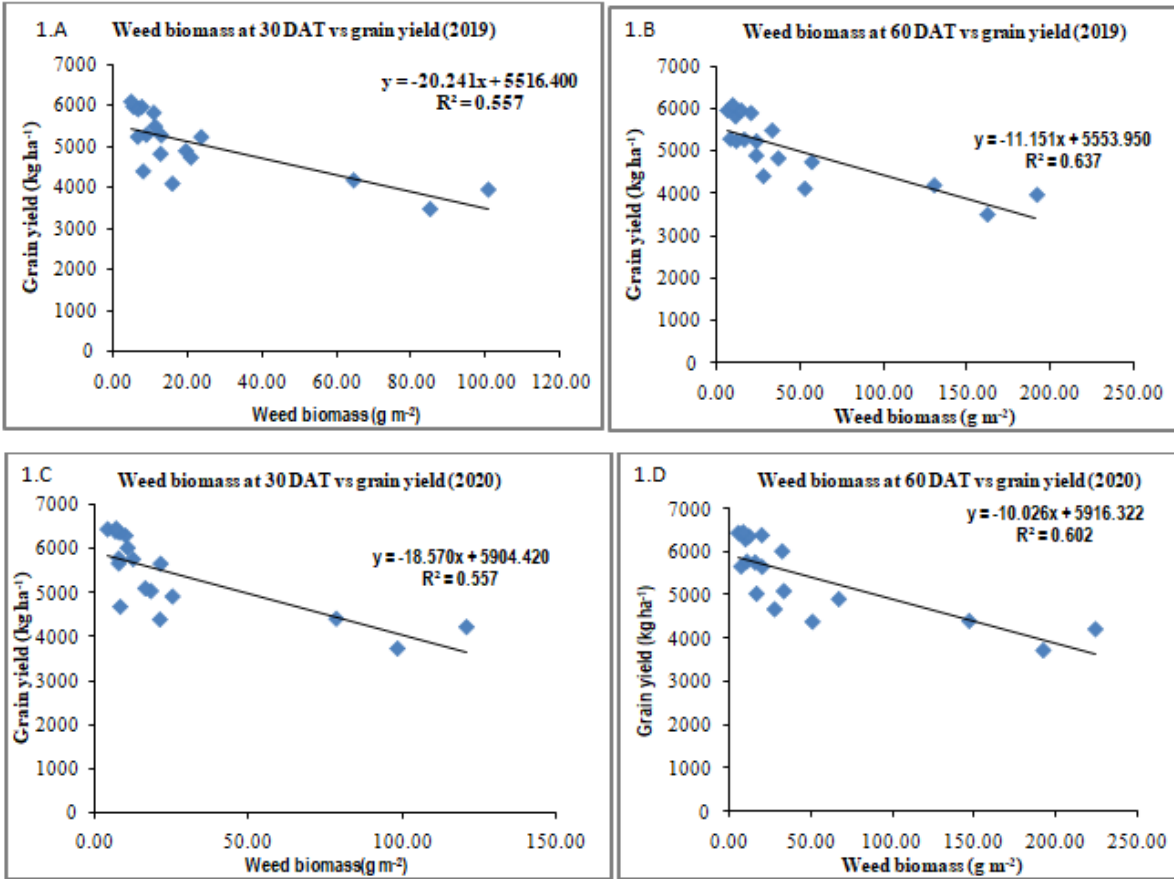 1.A
Weed biomass at 30 DAT vs grain yield (2019)
y = -20.241x + 5516.400
R² = 0.557
Grain yield (kg ha⁻¹)
7000
6000
5000
4000
3000
2000
1000
0
0.00 20.00 40.00 60.00 80.00 100.00 120.00
Weed biomass (g m⁻²)
1.B
Weed biomass at 60 DAT vs grain yield (2019)
y = -11.151x + 5553.950
R² = 0.637
Grain yield (kg ha⁻¹)
7000
6000
5000
4000
3000
2000
1000
0
0.00 50.00 100.00 150.00 200.00 250.00
Weed biomass (g m⁻²)
1.C
Weed biomass at 30 DAT vs grain yield (2020)
y = -18.570x + 5904.420
R² = 0.557
Grain yield (kg ha⁻¹)
7000
6000
5000
4000
3000
2000
1000
0
0.00 50.00 100.00 150.00
Weed biomass(g m⁻²)
1.D
Weed biomass at 60 DAT vs grain yield (2020)
y = -10.026x + 5916.322
R² = 0.602
Grain yield (kg ha⁻¹)
7000
6000
5000
4000
3000
2000
1000
0
0.00 50.00 100.00 150.00 200.00 250.00
Weed biomass (g m⁻²)